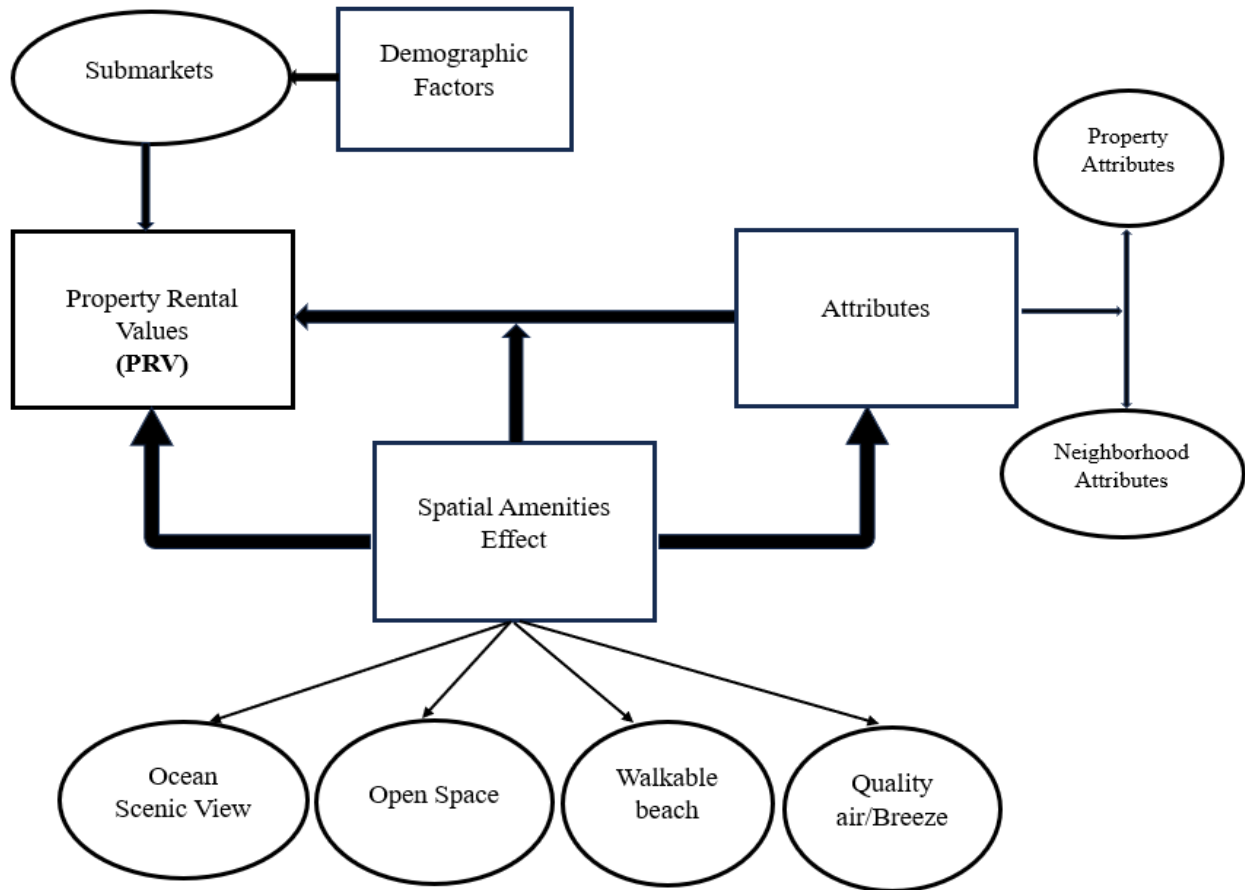 Submarkets
Demographic
Factors
Property
Attributes
Property Rental
Values
(PRV)
Attributes
Neighborhood
Attributes
Spatial Amenities
Effect
Ocean
Scenic View
Open Space
Walkable
beach
Quality
air/Breeze